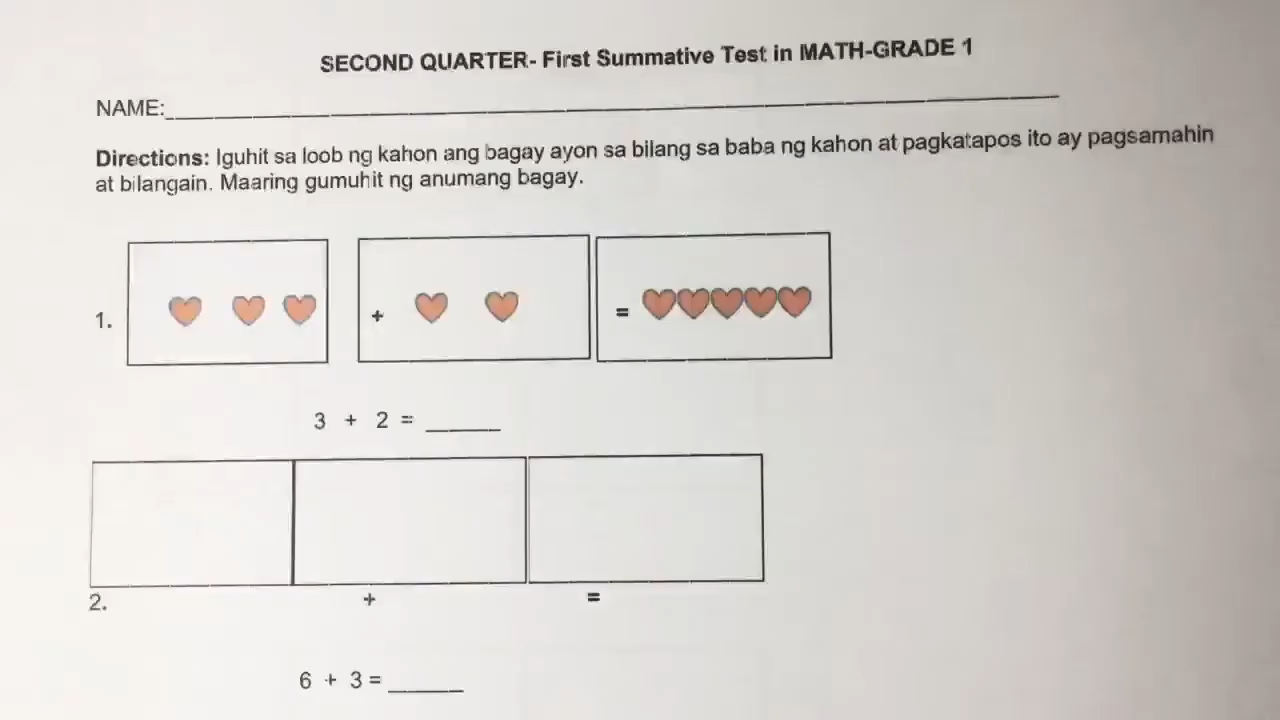 SECOND QUARTER- First Summative Test in MATH-GRADE 1
NAME:
Directions: Iguhit sa loob ng kahon ang bagay ayon sa bilang sa baba ng kahon at pagkatapos ito ay pagsamahin
at bilangain. Maaring gumuhit ng anumang bagay.
1. + =
3 + 2 = _____
2. + =
6 + 3 = _____